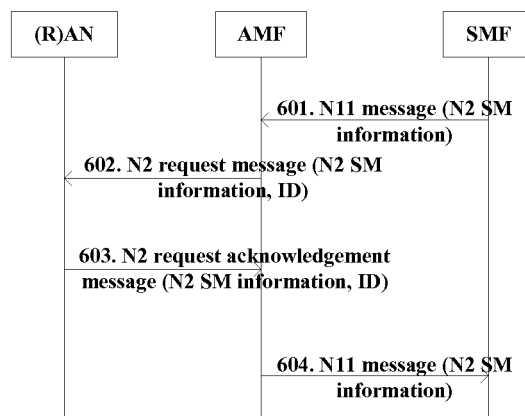 (R)AN
AMF
SMF
601. N11 message (N2 SM
information)
602. N2 request message (N2 SM
information, ID)
603. N2 request acknowledgement
message (N2 SM information, ID)
604. N11 message (N2 SM
information)